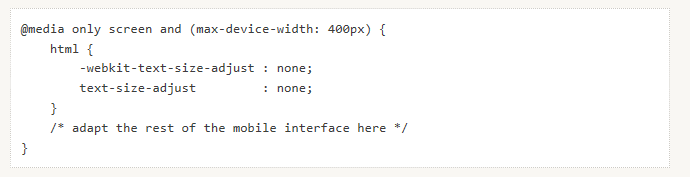 @media only screen and (max-device-width: 400px) {
    html {
        -webkit-text-size-adjust : none;
        text-size-adjust         : none;
    }
    /* adapt the rest of the mobile interface here */
}